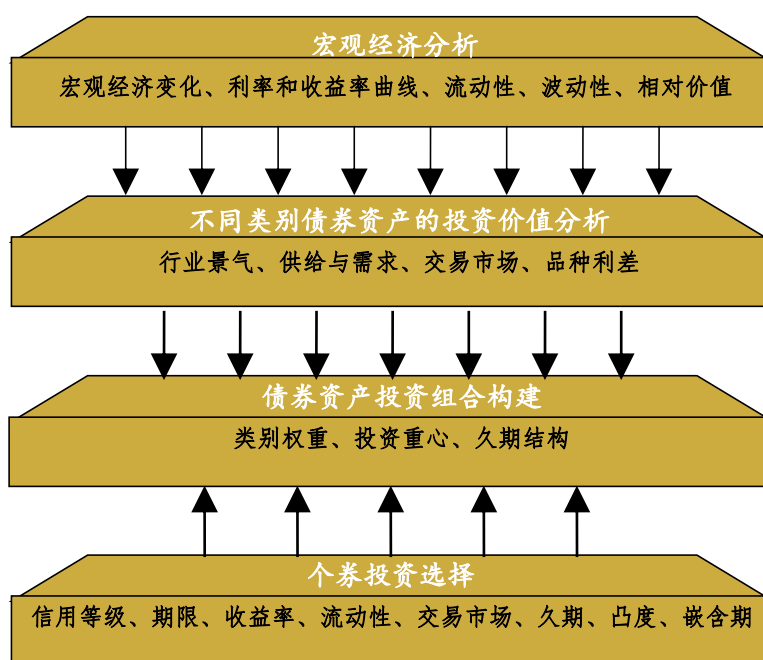 宏观经济分析
宏观经济变化、利率和收益率曲线、流动性、波动性、相对价值
不同类别债券资产的投资价值分析
行业景气、供给与需求、交易市场、品种利差
债券资产投资组合构建
类别权重、投资重心、久期结构
个券投资选择
信用等级、期限、收益率、流动性、交易市场、久期、凸度、嵌含期